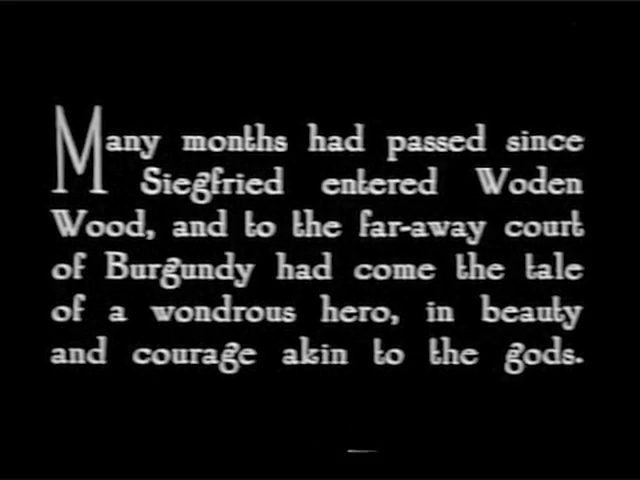 Many months had passed since
Siegfried entered Woden
Wood, and to the far-away court
of Burgundy had come the tale
of a wondrous hero, in beauty
and courage akin to the gods.